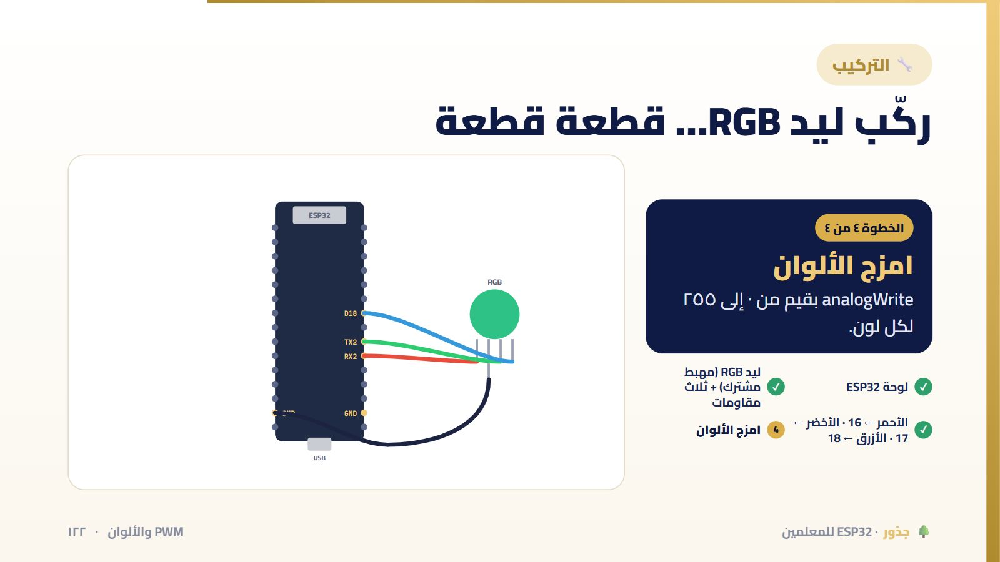 التركيب
ركّب ليد RGB... قطعة قطعة
الخطوة ٤ من ٤
امزج الألوان
analogWrite بقيم من ٠ إلى ٢٥٥
لكل لون.
لوحة ESP32
ليد RGB (مهبط
مشترك) + ثلاث
مقاومات
الأحمر ← 16 · الأخضر ←
17 · الأزرق ← 18
4
امزج الألوان
ESP32
RGB
D18
TX2
RX2
GND
GND
USB
جذور · ESP32 للمعلمين
PWM والألوان · ١٢٢